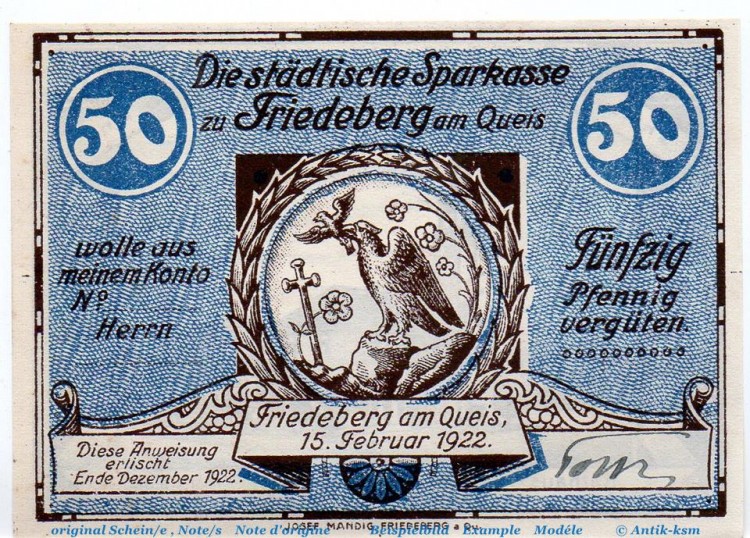 Die städtische Sparkasse
zu Friedeberg am Queis
50
50
wolle aus
meinem Konto
Nº
Herrn
Fünfzig
Pfennig
vergüten.
Friedeberg am Queis,
15. Februar 1922.
Diese Anweisung
erlischt
Ende Dezember 1922.
JOSEF MANDIG, FRIEDEBERG a. Qu.
original Schein/e , Note/s Note d'origine Beispielbild Example Modéle © Antik-ksm